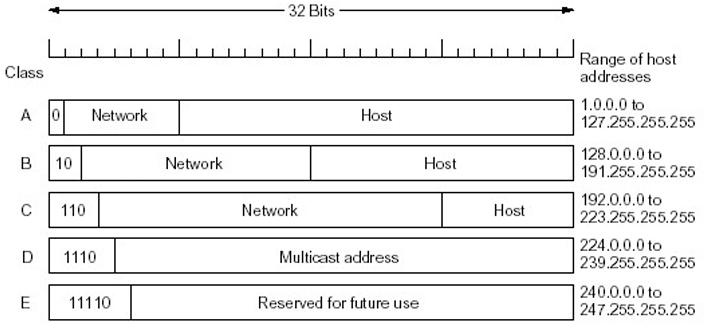 32 Bits
Class
Range of host
addresses
A
0
Network
Host
1.0.0.0 to
127.255.255.255
B
10
Network
Host
128.0.0.0 to
191.255.255.255
C
110
Network
Host
192.0.0.0 to
223.255.255.255
D
1110
Multicast address
224.0.0.0 to
239.255.255.255
E
11110
Reserved for future use
240.0.0.0 to
247.255.255.255